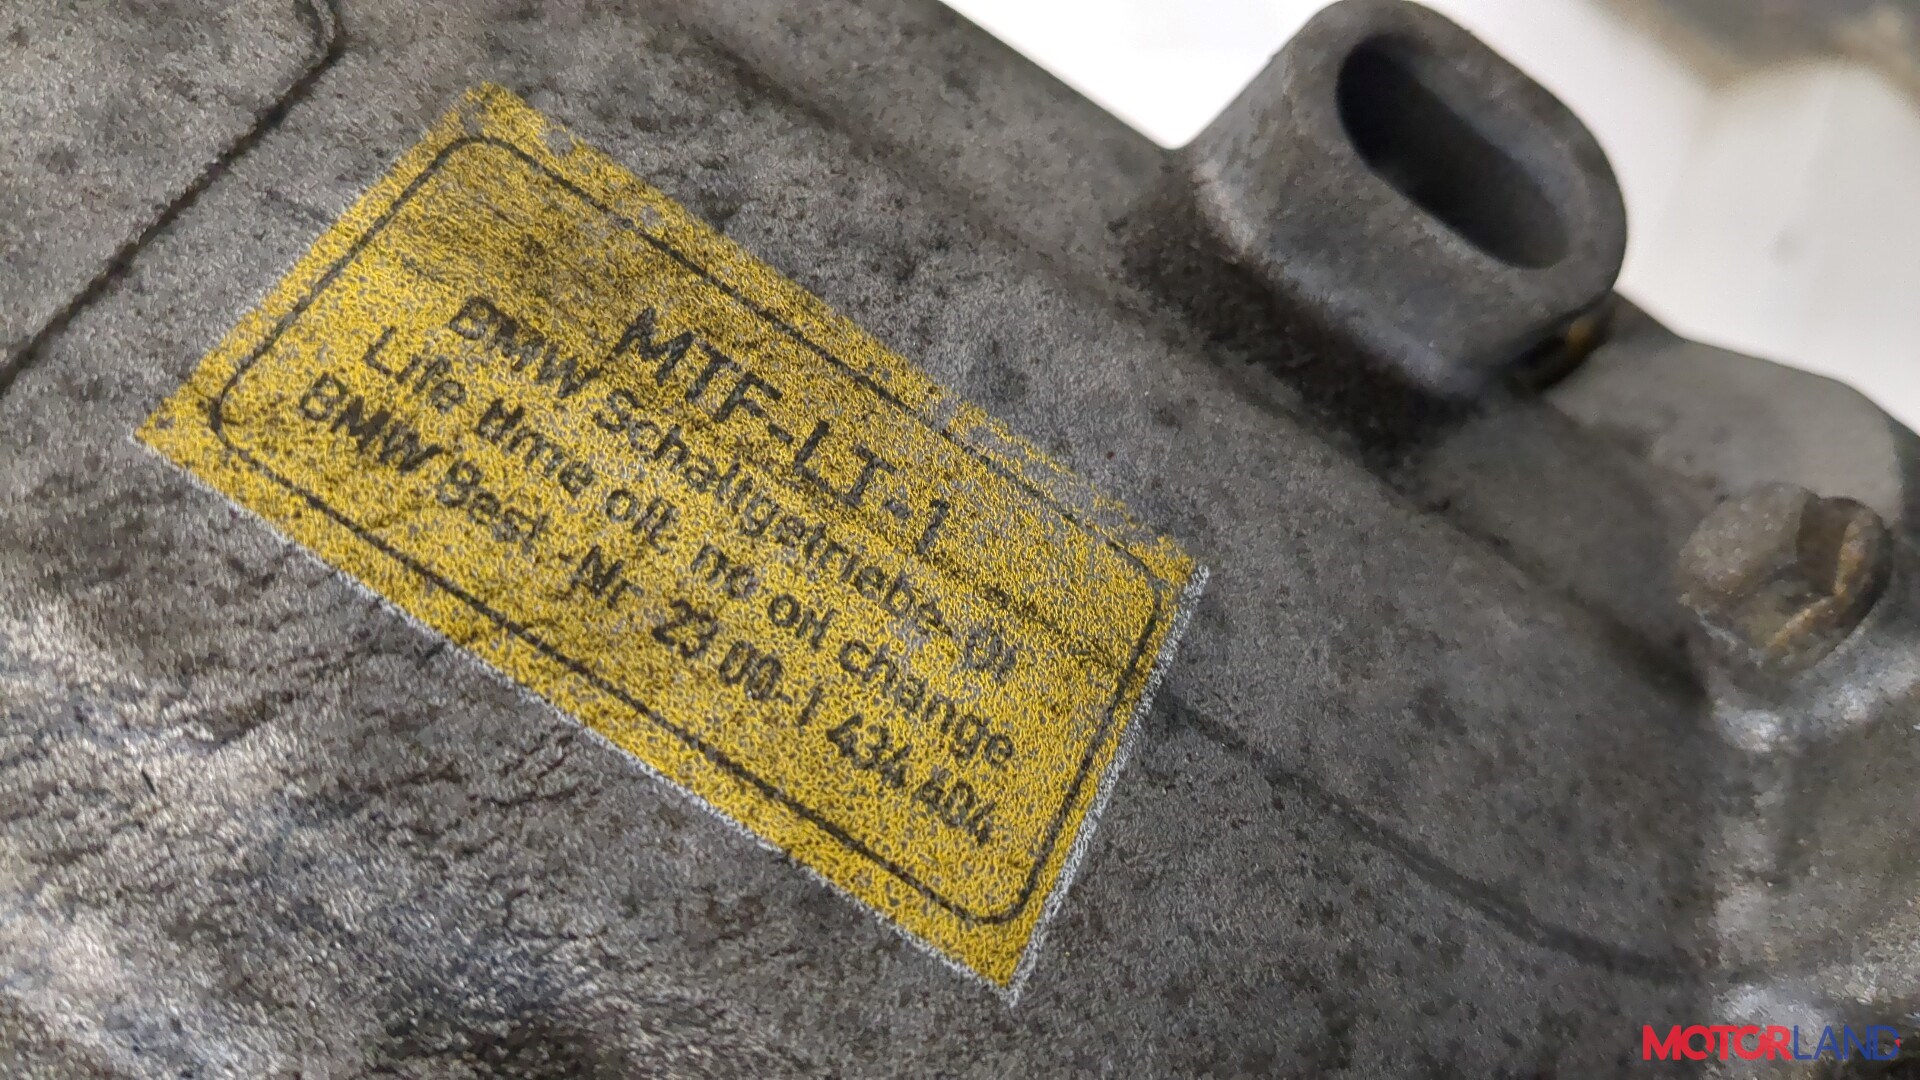 MTF-LT-1
BMW Schaltgetriebe-Öl
Life time oil: no oil change
BMW Best.-Nr. 23 00-1 434 404
MOTORLAND